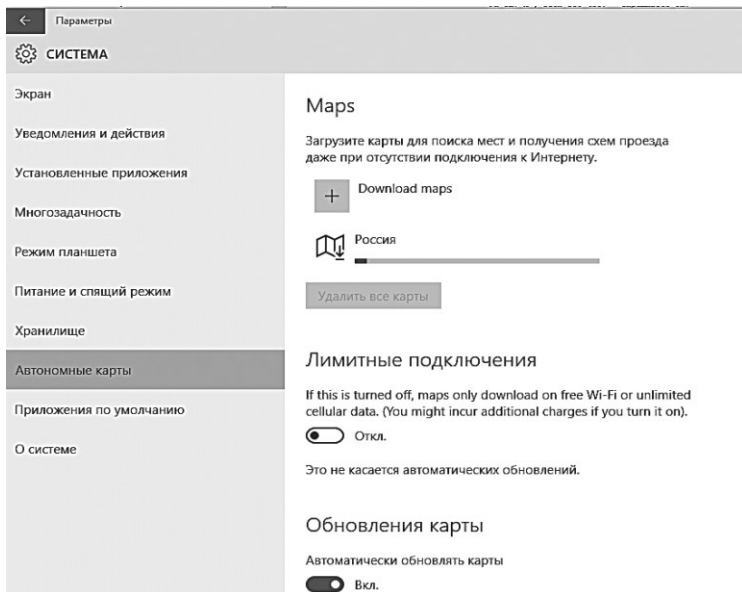 Параметры
СИСТЕМА
Экран
Уведомления и действия
Установленные приложения
Многозадачность
Режим планшета
Питание и спящий режим
Хранилище
Автономные карты
Приложения по умолчанию
О системе
Maps
Загрузите карты для поиска мест и получения схем проезда
даже при отсутствии подключения к Интернету.
Download maps
Россия
Удалить все карты
Лимитные подключения
If this is turned off, maps only download on free Wi-Fi or unlimited
cellular data. (You might incur additional charges if you turn it on).
Откл.
Это не касается автоматических обновлений.
Обновления карты
Автоматически обновлять карты
Вкл.